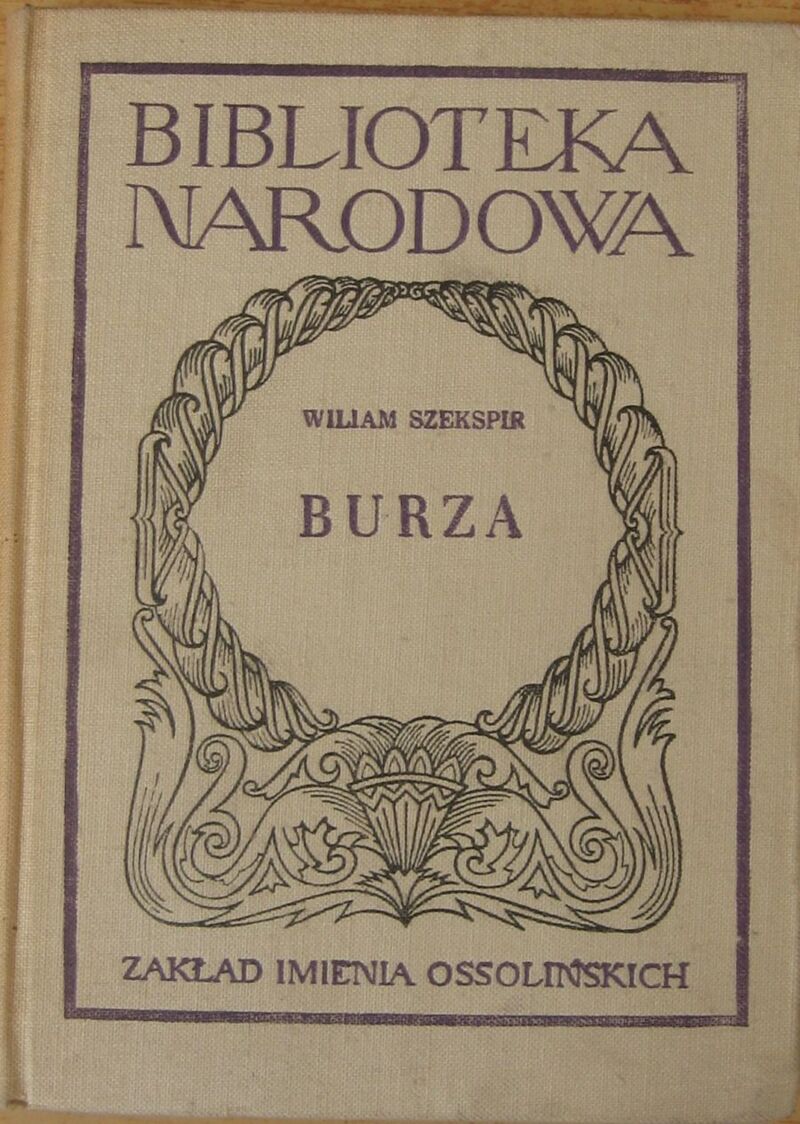 BIBLIOTEKA
NARODOWA
WILIAM SZEKSPIR
BURZA
ZAKŁAD IMIENIA OSSOLIŃSKICH